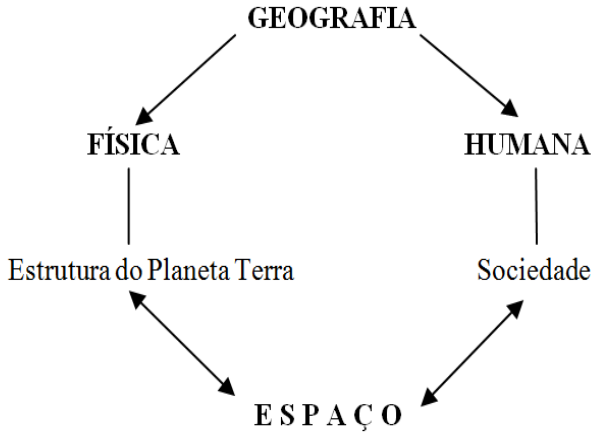 GEOGRAFIA
FÍSICA
HUMANA
Estrutura do Planeta Terra
Sociedade
E S P A Ç O